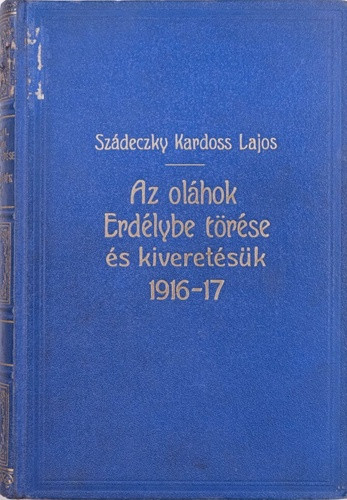 Szádeczky Kardoss Lajos
Az oláhok
Erdélybe törése
és kiveretésük
1916-17